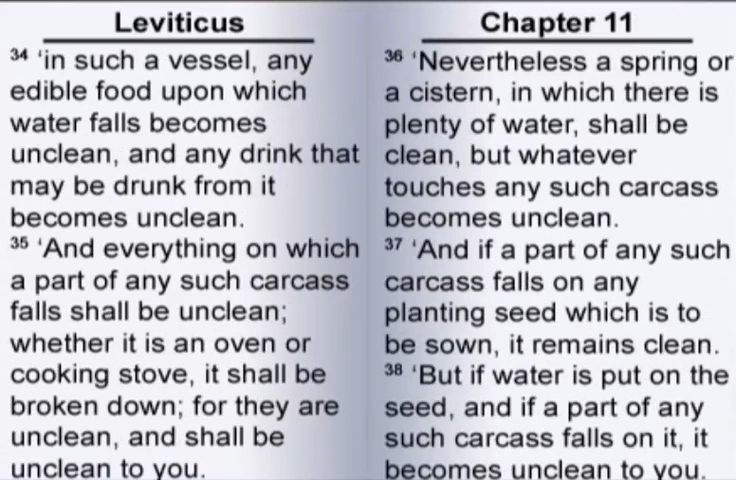 Leviticus
34 ‘in such a vessel, any
edible food upon which
water falls becomes
unclean, and any drink that
may be drunk from it
becomes unclean.
35 ‘And everything on which
a part of any such carcass
falls shall be unclean;
whether it is an oven or
cooking stove, it shall be
broken down; for they are
unclean, and shall be
unclean to you.
Chapter 11
36 ‘Nevertheless a spring or
a cistern, in which there is
plenty of water, shall be
clean, but whatever
touches any such carcass
becomes unclean.
37 ‘And if a part of any such
carcass falls on any
planting seed which is to
be sown, it remains clean.
38 ‘But if water is put on the
seed, and if a part of any
such carcass falls on it, it
becomes unclean to you.